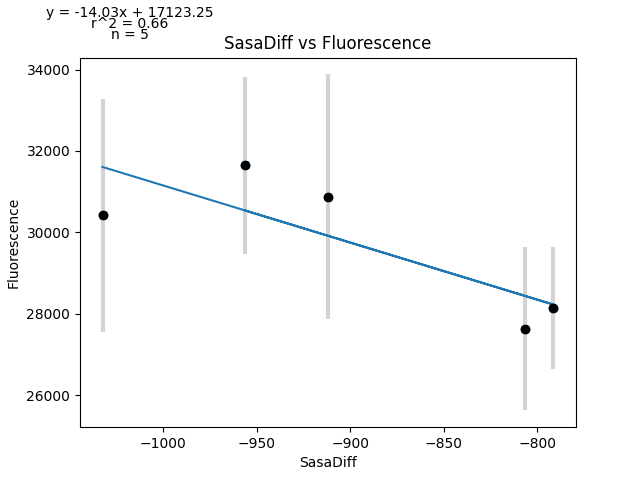 y = -14.03x + 17123.25
r^2 = 0.66
n = 5
SasaDiff vs Fluorescence
34000
32000
30000
28000
26000
Fluorescence
−1000
−950
−900
−850
−800
SasaDiff